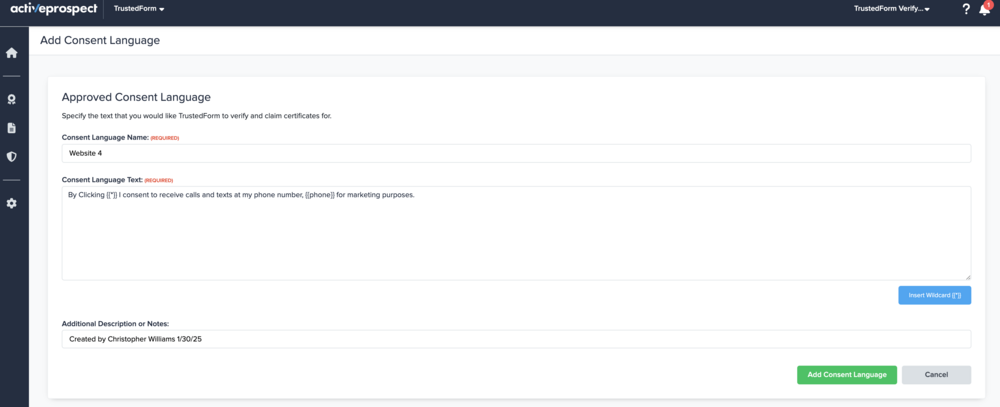 activeprospect
TrustedForm
TrustedForm Verify...
?
1
Add Consent Language
Approved Consent Language
Specify the text that you would like TrustedForm to verify and claim certificates for.
Consent Language Name: (REQUIRED)
Website 4
Consent Language Text: (REQUIRED)
By Clicking {{*}} I consent to receive calls and texts at my phone number, {{phone}} for marketing purposes.
Insert Wildcard {{*}}
Additional Description or Notes:
Created by Christopher Williams 1/30/25
Add Consent Language
Cancel